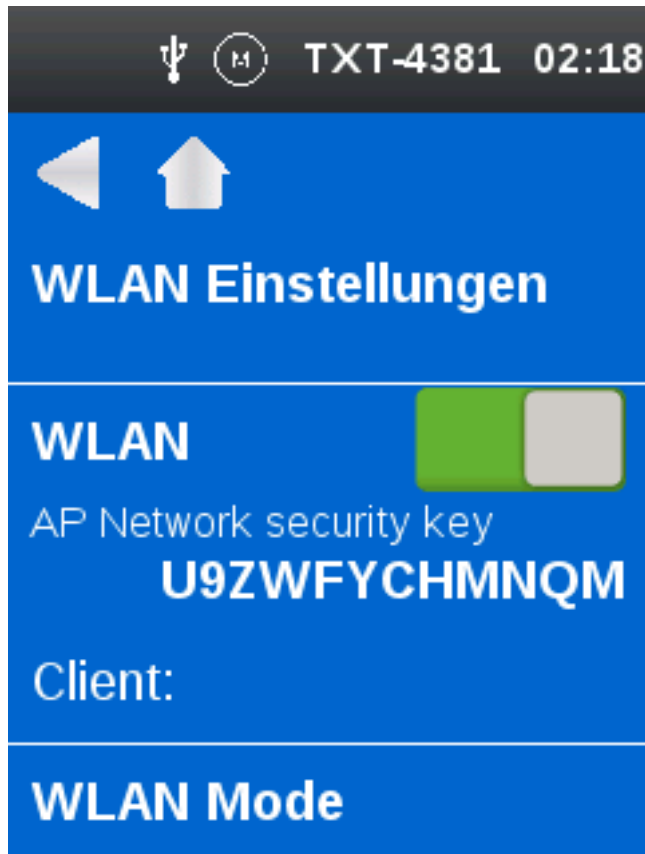 M TXT-4381 02:18
WLAN Einstellungen
WLAN
AP Network security key
U9ZWFYCHMNQM
Client:
WLAN Mode